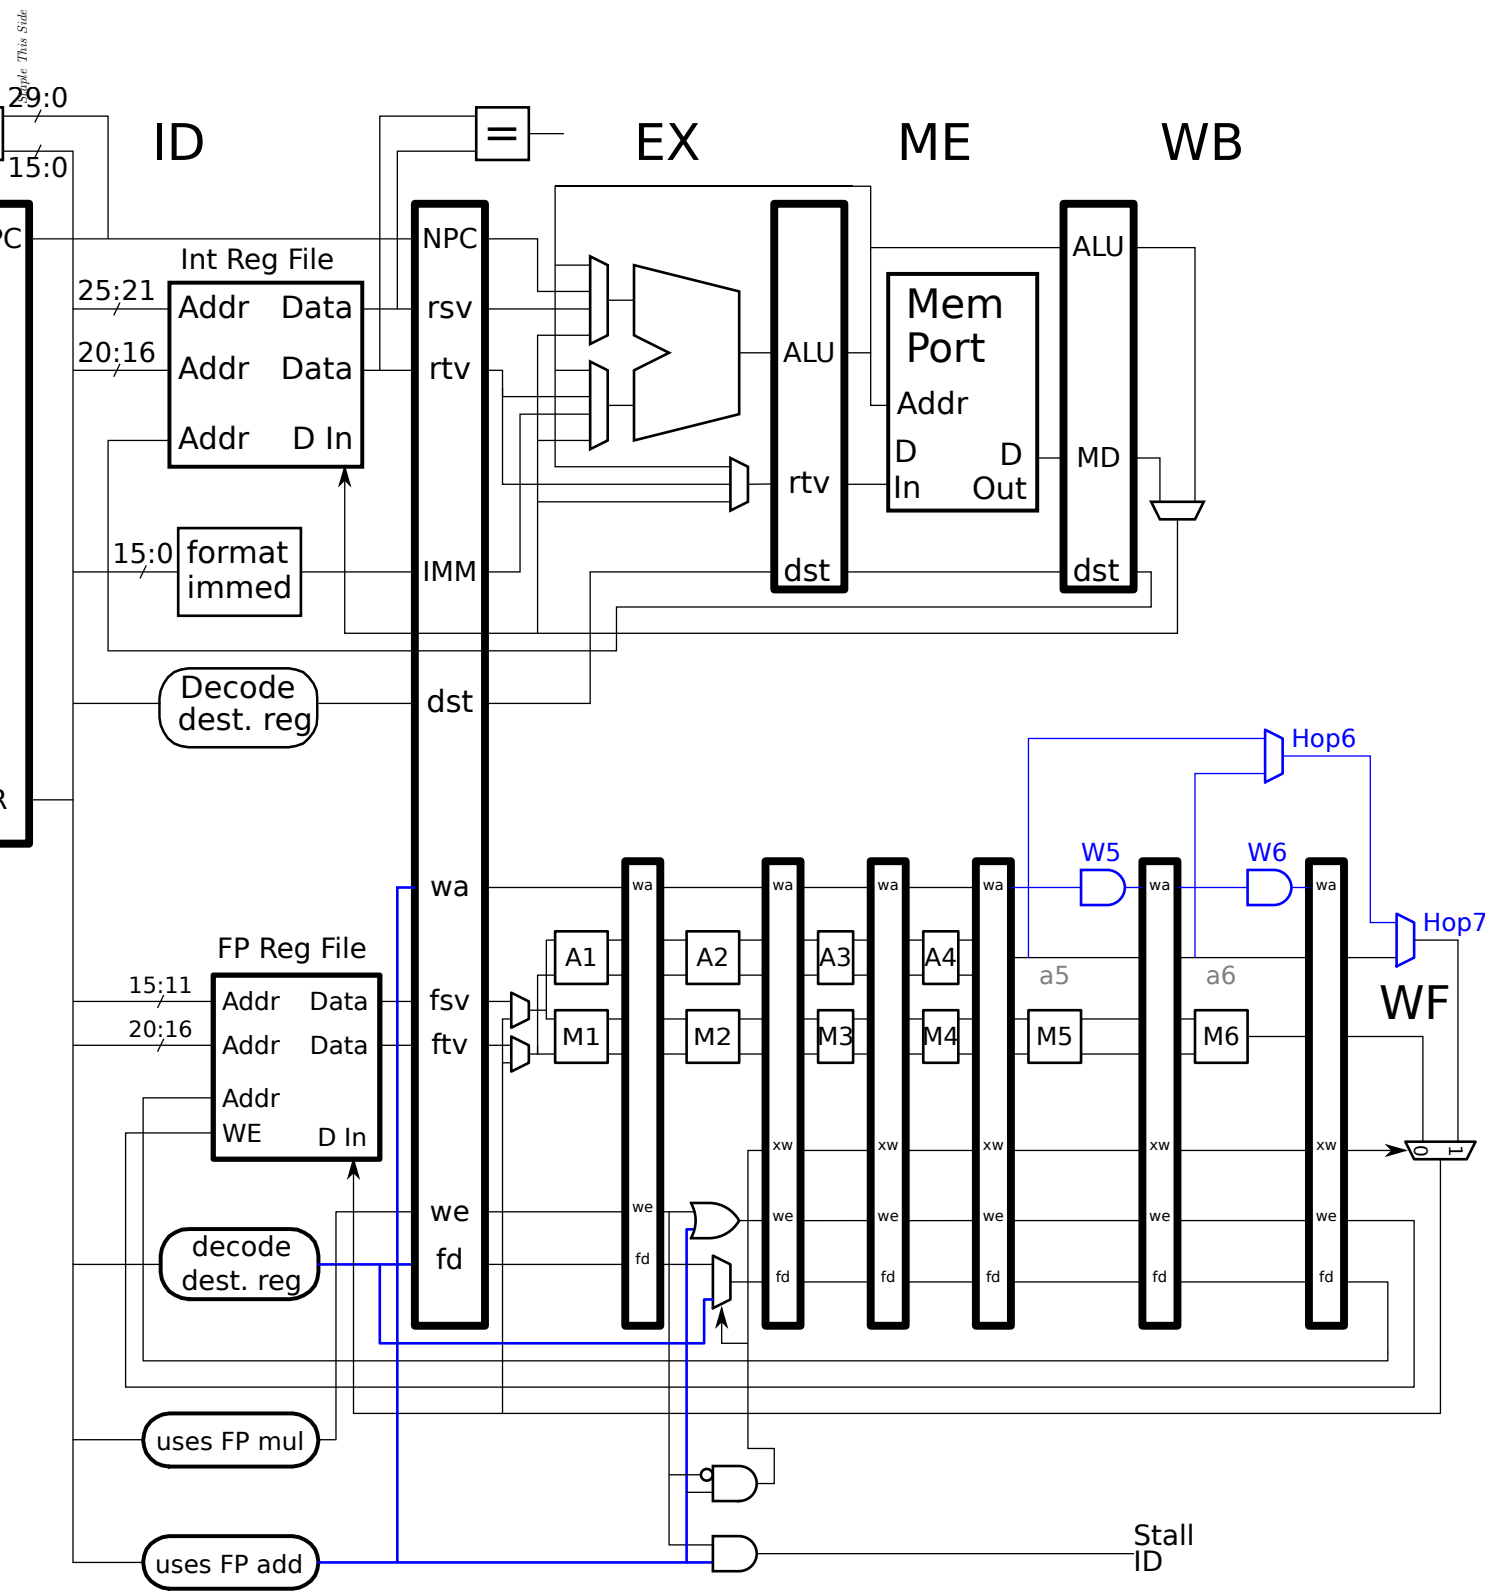 Staple This Side
29:0
15:0
ID
=
EX
ME
WB
PC
NPC
ALU
Int Reg File
25:21
Addr Data
rsv
20:16
Addr Data
rtv
Addr D In
ALU
Mem
Port
Addr
D
In
D
Out
MD
rtv
15:0
format
immed
IMM
dst
dst
Decode
dest. reg
dst
Hop6
W5
W6
wa
wa
wa
wa
wa
wa
wa
Hop7
FP Reg File
A1
A2
A3
A4
a5
a6
WF
15:11
Addr Data
fsv
20:16
Addr Data
ftv
M1
M2
M3
M4
M5
M6
Addr
WE
D In
xw
xw
xw
xw
xw
0
1
we
we
we
we
we
we
we
decode
dest. reg
fd
fd
fd
fd
fd
fd
fd
uses FP mul
uses FP add
Stall
ID